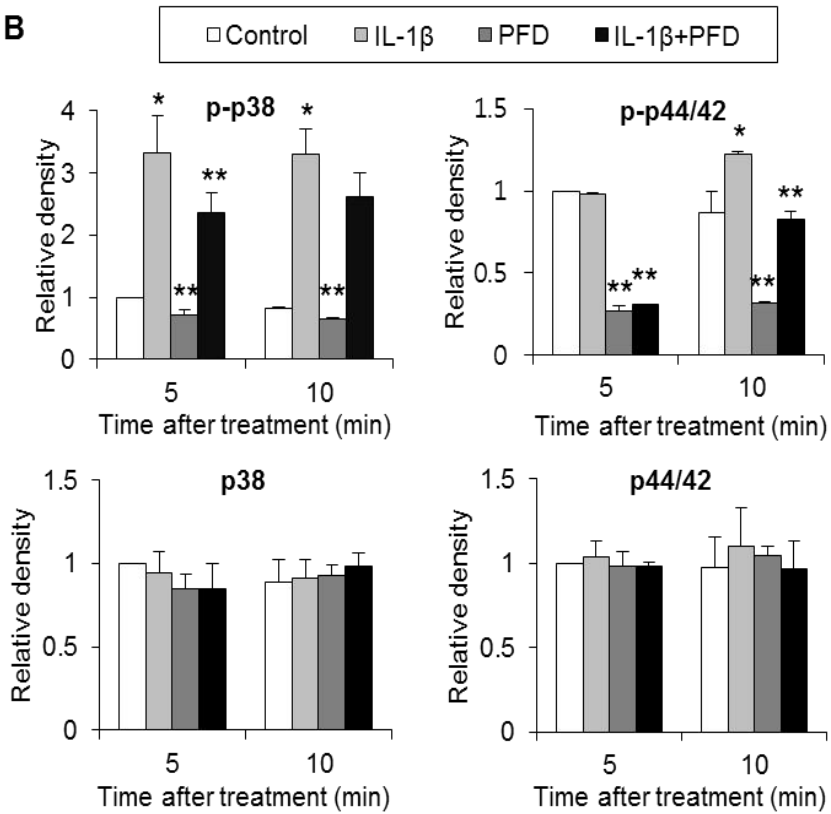 B
Control IL-1β PFD IL-1β+PFD
p-p38
Relative density
4
3
2
1
0
* ** ** * **
5 10
Time after treatment (min)
p-p44/42
Relative density
1.5
1
0.5
0
** ** * ** **
5 10
Time after treatment (min)
p38
Relative density
1.5
1
0.5
0
5 10
Time after treatment (min)
p44/42
Relative density
1.5
1
0.5
0
5 10
Time after treatment (min)